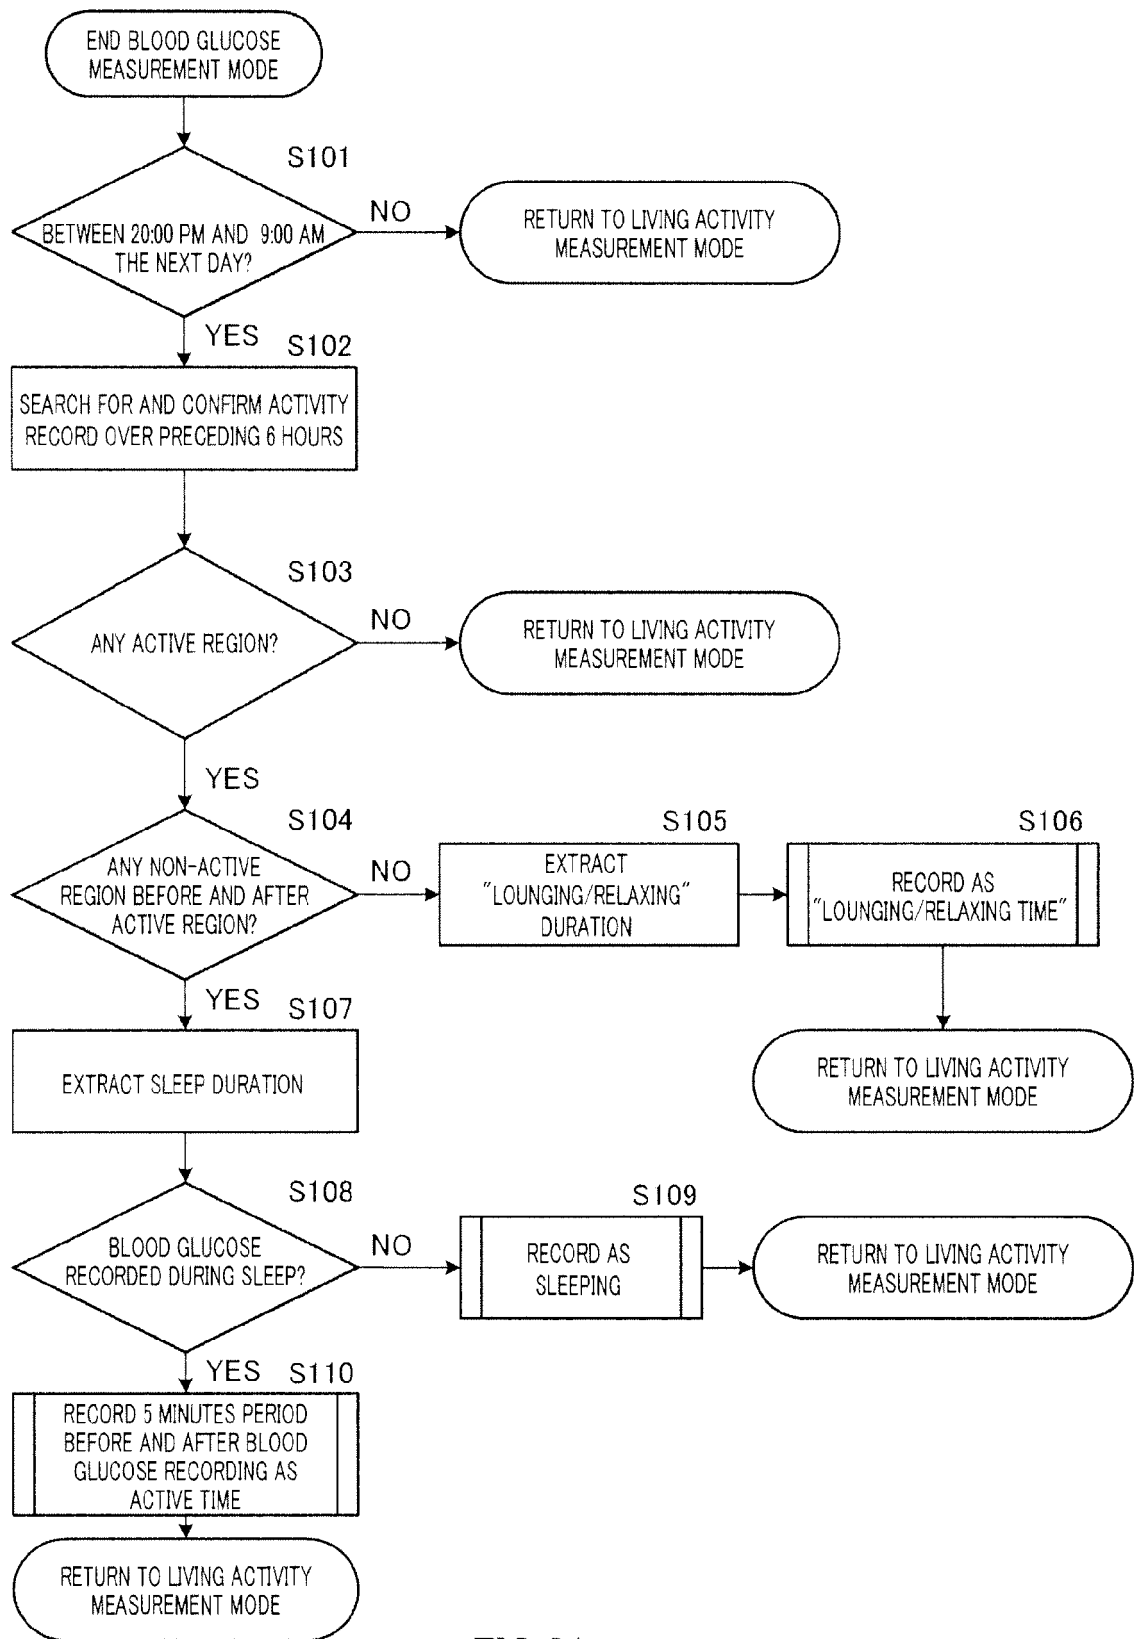 END BLOOD GLUCOSE
MEASUREMENT MODE
S101
BETWEEN 20:00 PM AND 9:00 AM
THE NEXT DAY?
NO
RETURN TO LIVING ACTIVITY
MEASUREMENT MODE
YES
S102
SEARCH FOR AND CONFIRM ACTIVITY
RECORD OVER PRECEDING 6 HOURS
S103
ANY ACTIVE REGION?
NO
RETURN TO LIVING ACTIVITY
MEASUREMENT MODE
YES
S104
ANY NON-ACTIVE
REGION BEFORE AND AFTER
ACTIVE REGION?
NO
S105
EXTRACT
"LOUNGING/RELAXING"
DURATION
S106
RECORD AS
"LOUNGING/RELAXING TIME"
RETURN TO LIVING ACTIVITY
MEASUREMENT MODE
YES
S107
EXTRACT SLEEP DURATION
S108
BLOOD GLUCOSE
RECORDED DURING SLEEP?
NO
S109
RECORD AS
SLEEPING
RETURN TO LIVING ACTIVITY
MEASUREMENT MODE
YES
S110
RECORD 5 MINUTES PERIOD
BEFORE AND AFTER BLOOD
GLUCOSE RECORDING AS
ACTIVE TIME
RETURN TO LIVING ACTIVITY
MEASUREMENT MODE